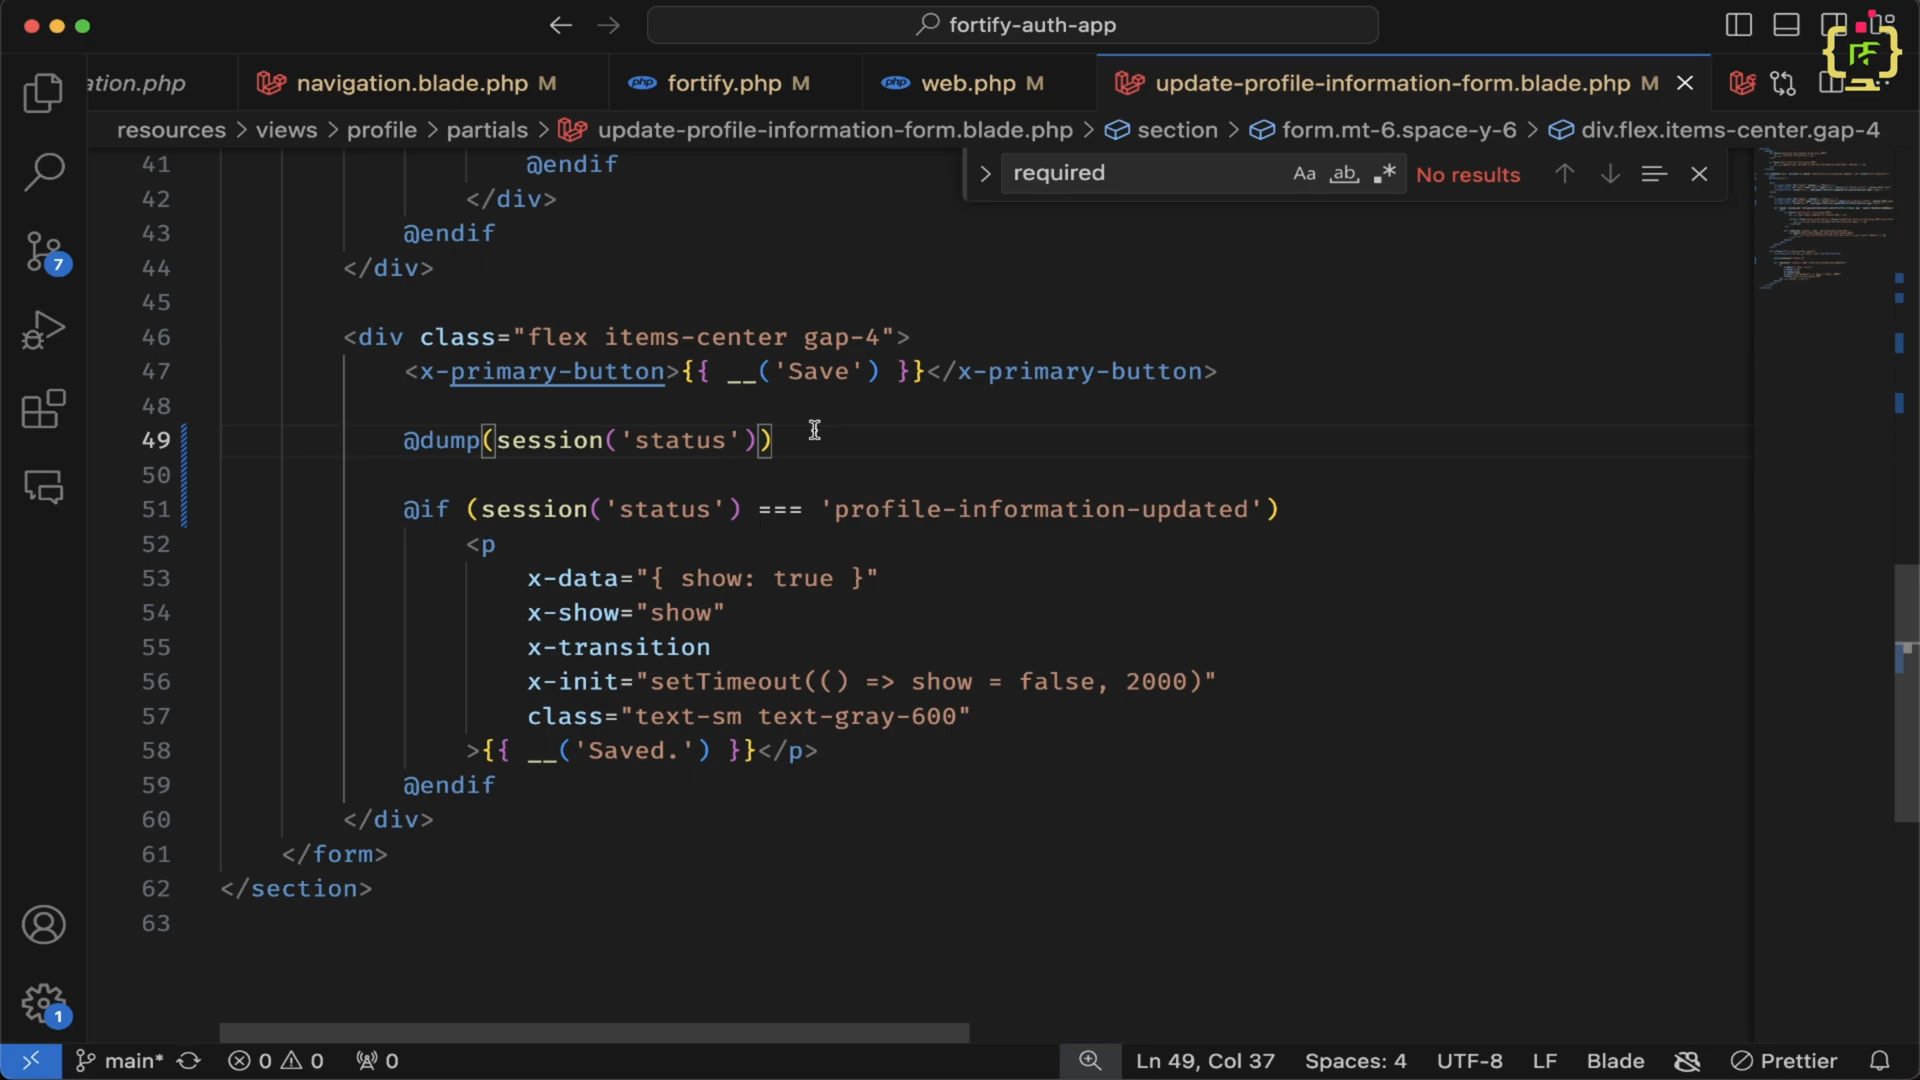 fortify-auth-app
ation.php
navigation.blade.php M
php fortify.php M
php web.php M
update-profile-information-form.blade.php M
resources > views > profile > partials > update-profile-information-form.blade.php > section > form.mt-6.space-y-6 > div.flex.items-center.gap-4
required
Aa ab .* No results
41 @endif
42 </div>
43 @endif
44 </div>
45
46 <div class="flex items-center gap-4">
47 <x-primary-button>{{ __('Save') }}</x-primary-button>
48
49 @dump(session('status'))
50
51 @if (session('status') === 'profile-information-updated')
52 <p
53 x-data="{ show: true }"
54 x-show="show"
55 x-transition
56 x-init="setTimeout(() => show = false, 2000)"
57 class="text-sm text-gray-600"
58 >{{ __('Saved.') }}</p>
59 @endif
60 </div>
61 </form>
62 </section>
63
7
1
main* 0 0 0 Ln 49, Col 37 Spaces: 4 UTF-8 LF Blade Prettier